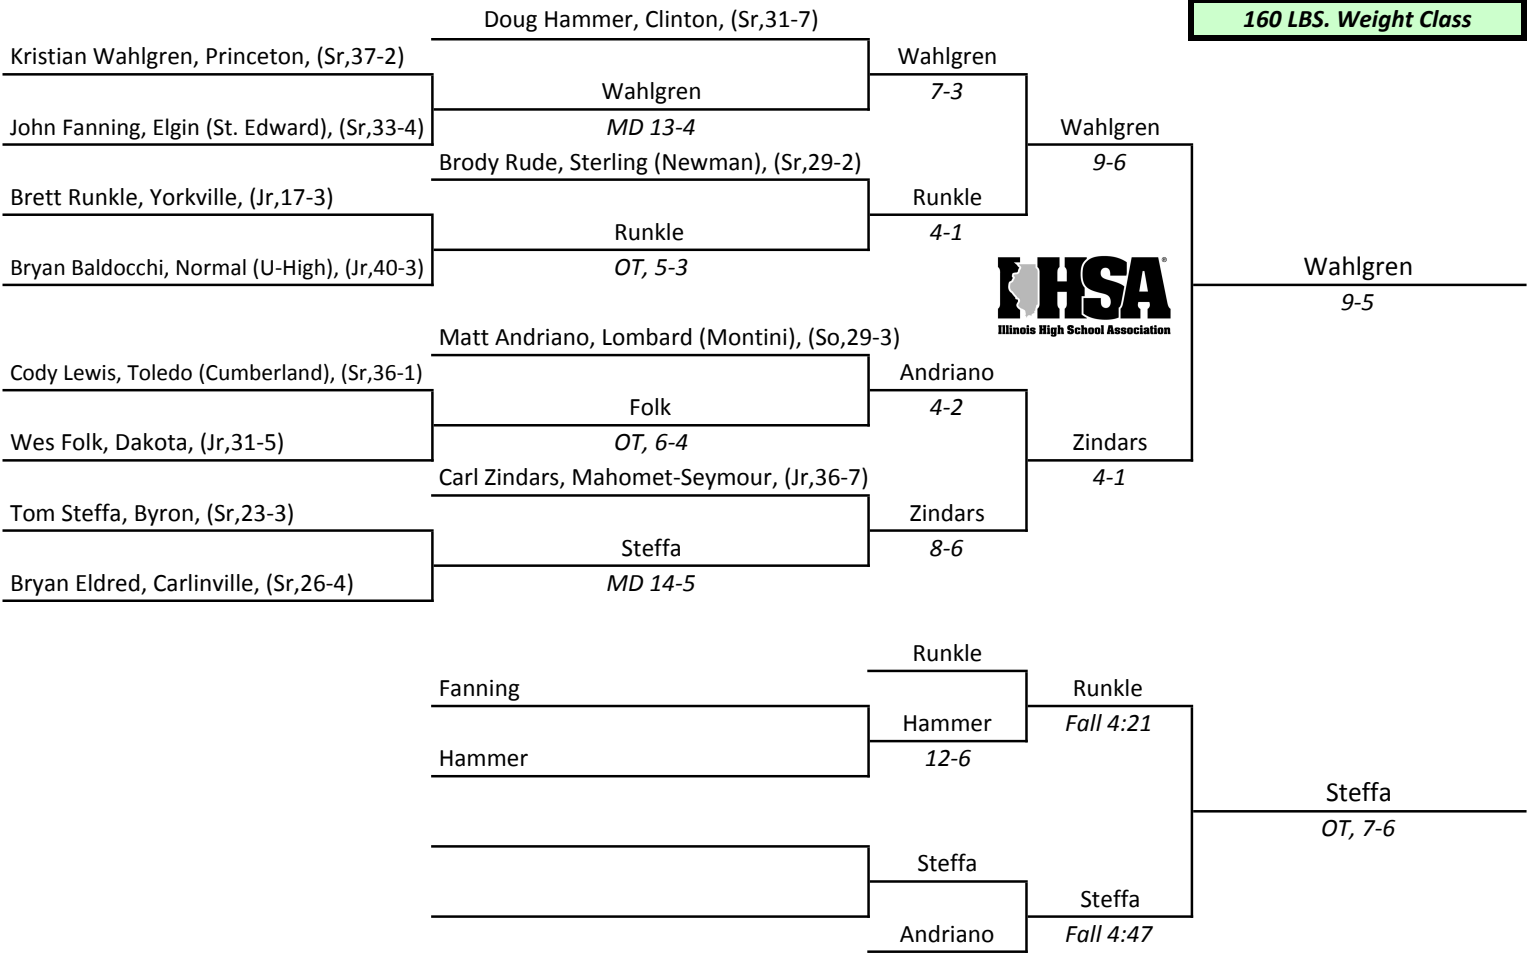 Doug Hammer, Clinton, (Sr,31-7)
160 LBS. Weight Class
Kristian Wahlgren, Princeton, (Sr,37-2)
Wahlgren
Wahlgren
7-3
John Fanning, Elgin (St. Edward), (Sr,33-4)
MD 13-4
Wahlgren
Brody Rude, Sterling (Newman), (Sr,29-2)
9-6
Brett Runkle, Yorkville, (Jr,17-3)
Runkle
Runkle
4-1
Bryan Baldocchi, Normal (U-High), (Jr,40-3)
OT, 5-3
IHSA®
Wahlgren
Illinois High School Association
9-5
Matt Andriano, Lombard (Montini), (So,29-3)
Cody Lewis, Toledo (Cumberland), (Sr,36-1)
Andriano
Folk
4-2
Wes Folk, Dakota, (Jr,31-5)
OT, 6-4
Zindars
Carl Zindars, Mahomet-Seymour, (Jr,36-7)
4-1
Tom Steffa, Byron, (Sr,23-3)
Zindars
Steffa
8-6
Bryan Eldred, Carlinville, (Sr,26-4)
MD 14-5
Runkle
Fanning
Runkle
Hammer
Fall 4:21
Hammer
12-6
Steffa
OT, 7-6
Steffa
Steffa
Andriano
Fall 4:47